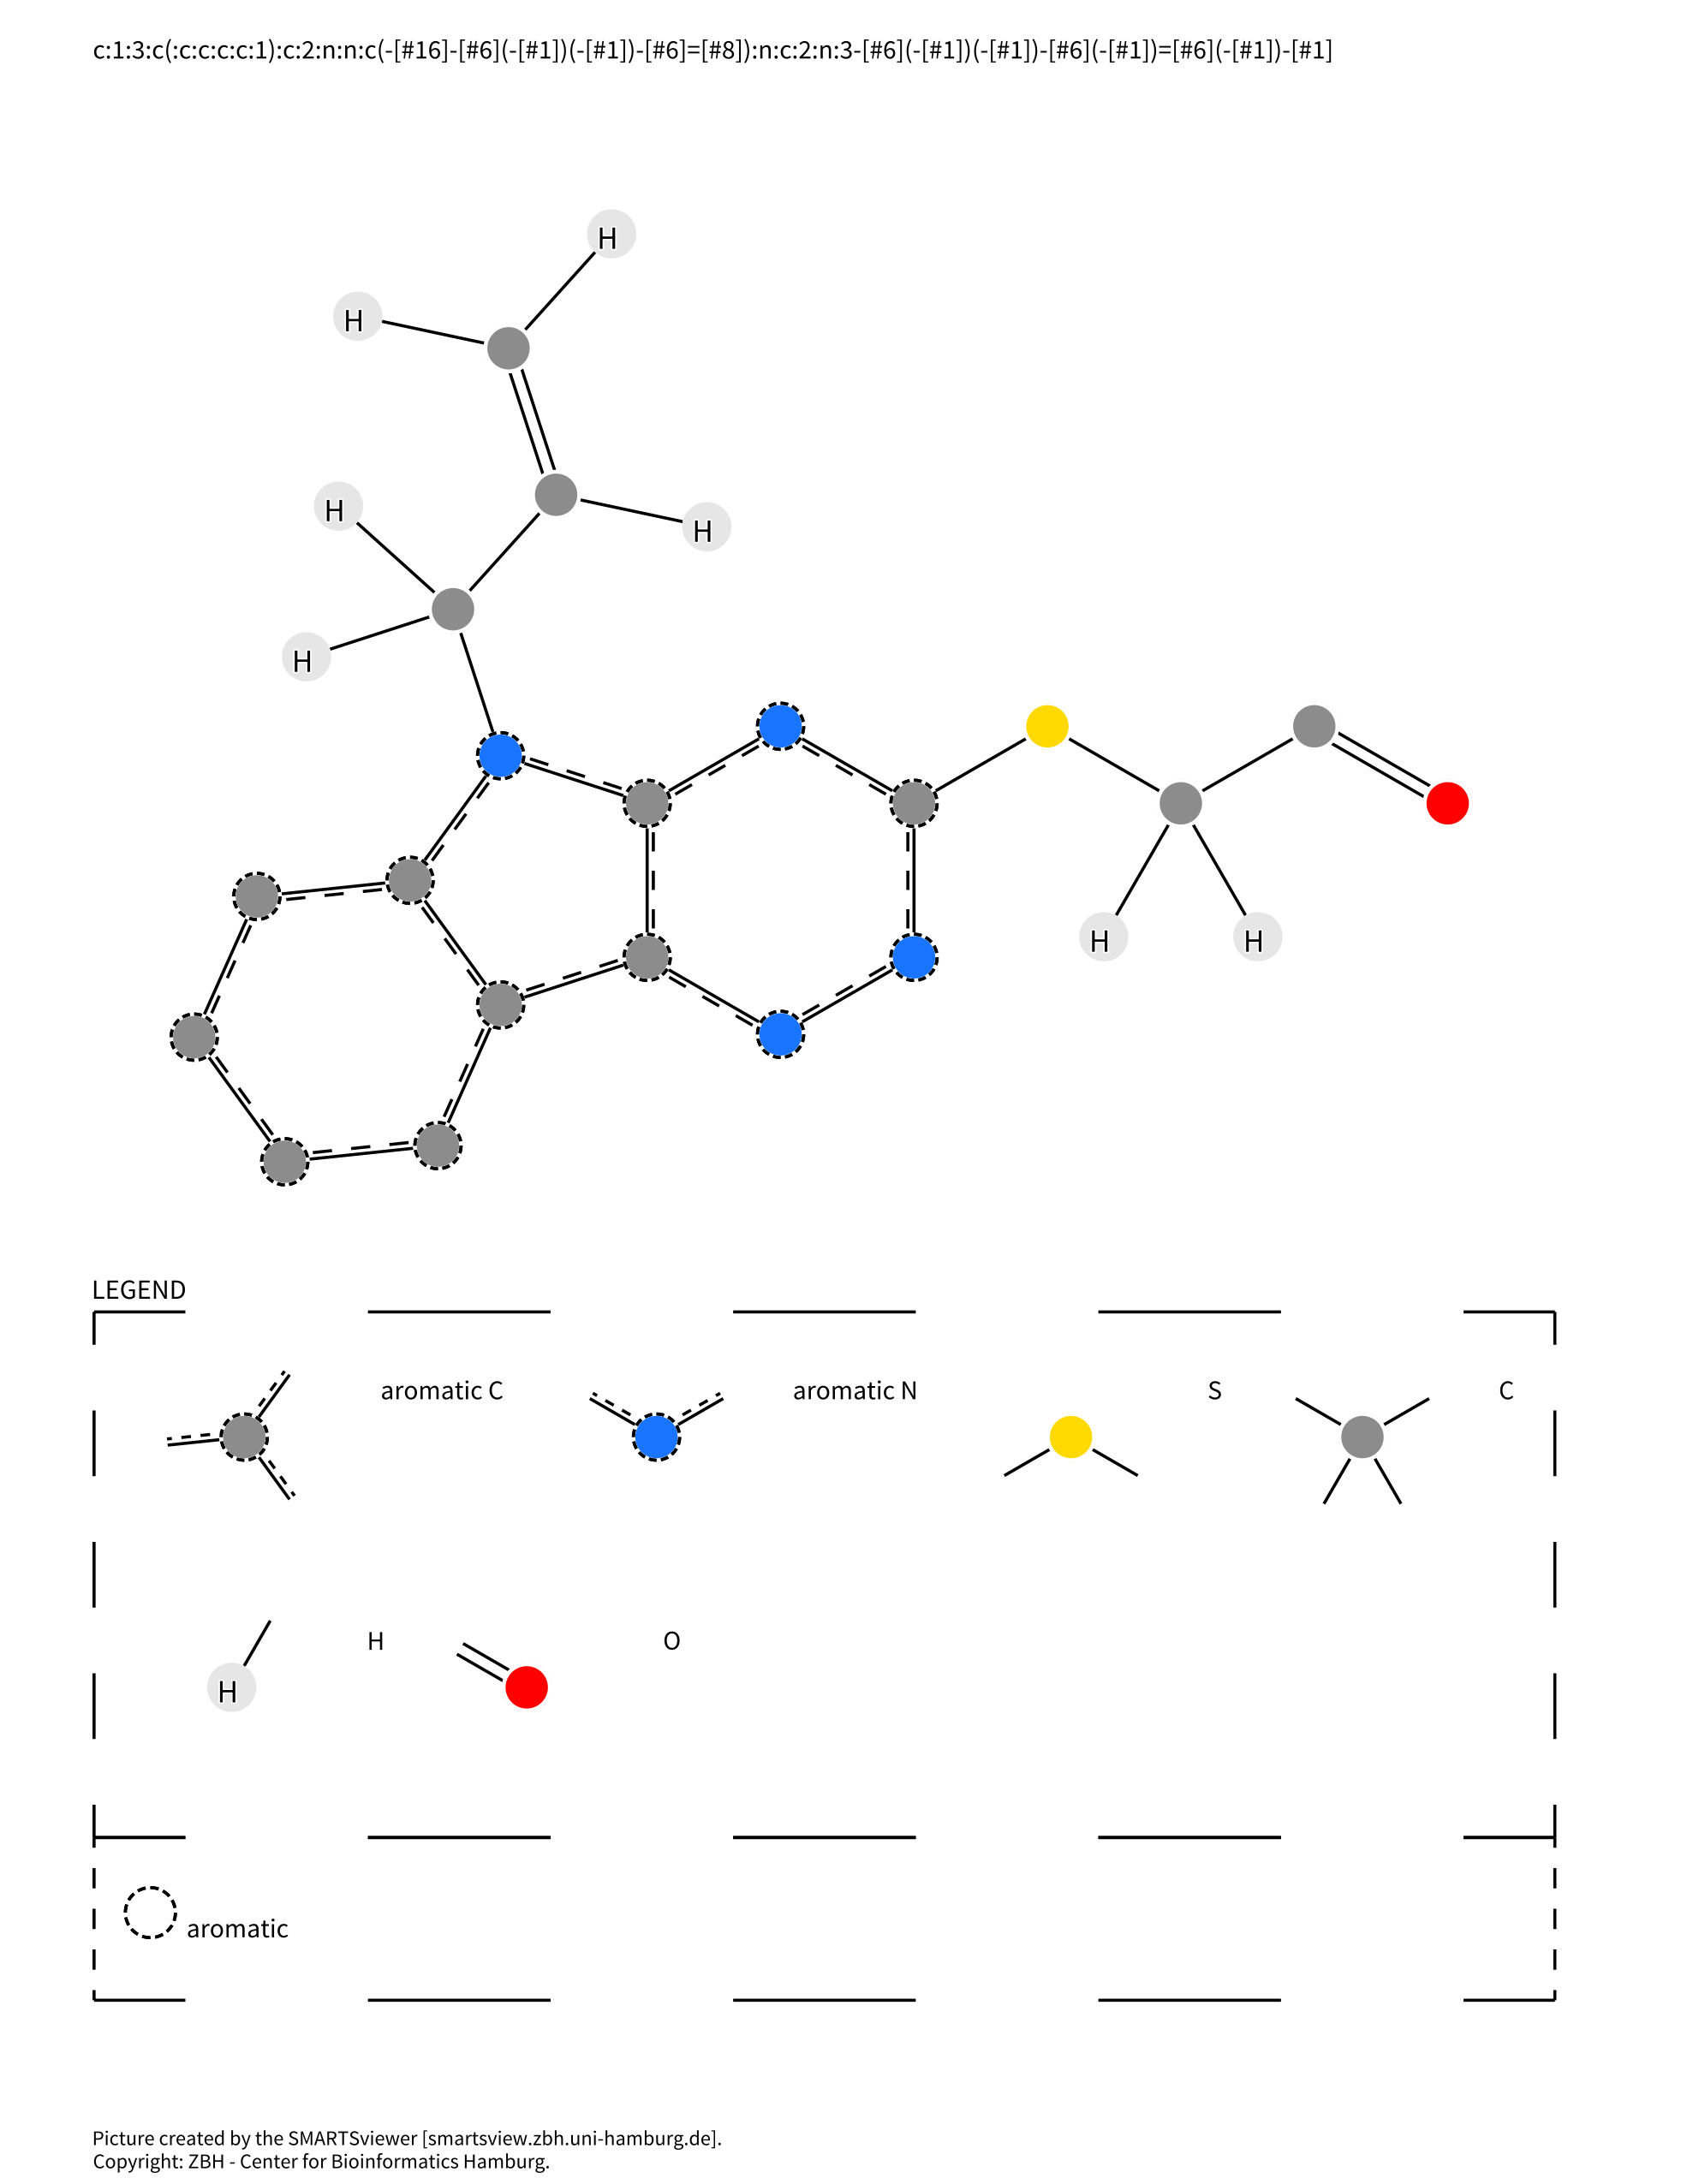 c:1:3:c(:c:c:c:c:1):c:2:n:n:c(-[#16]-[#6](-[#1])(-[#1])-[#6]=[#8]):n:c:2:n:3-[#6](-[#1])(-[#1])-[#6](-[#1])=[#6](-[#1])-[#1]
H
H
H
H
H
H
H
LEGEND
aromatic C
aromatic N
S
C
H
H
O
aromatic
Picture created by the SMARTSviewer [smartsview.zbh.uni-hamburg.de].
Copyright: ZBH - Center for Bioinformatics Hamburg.